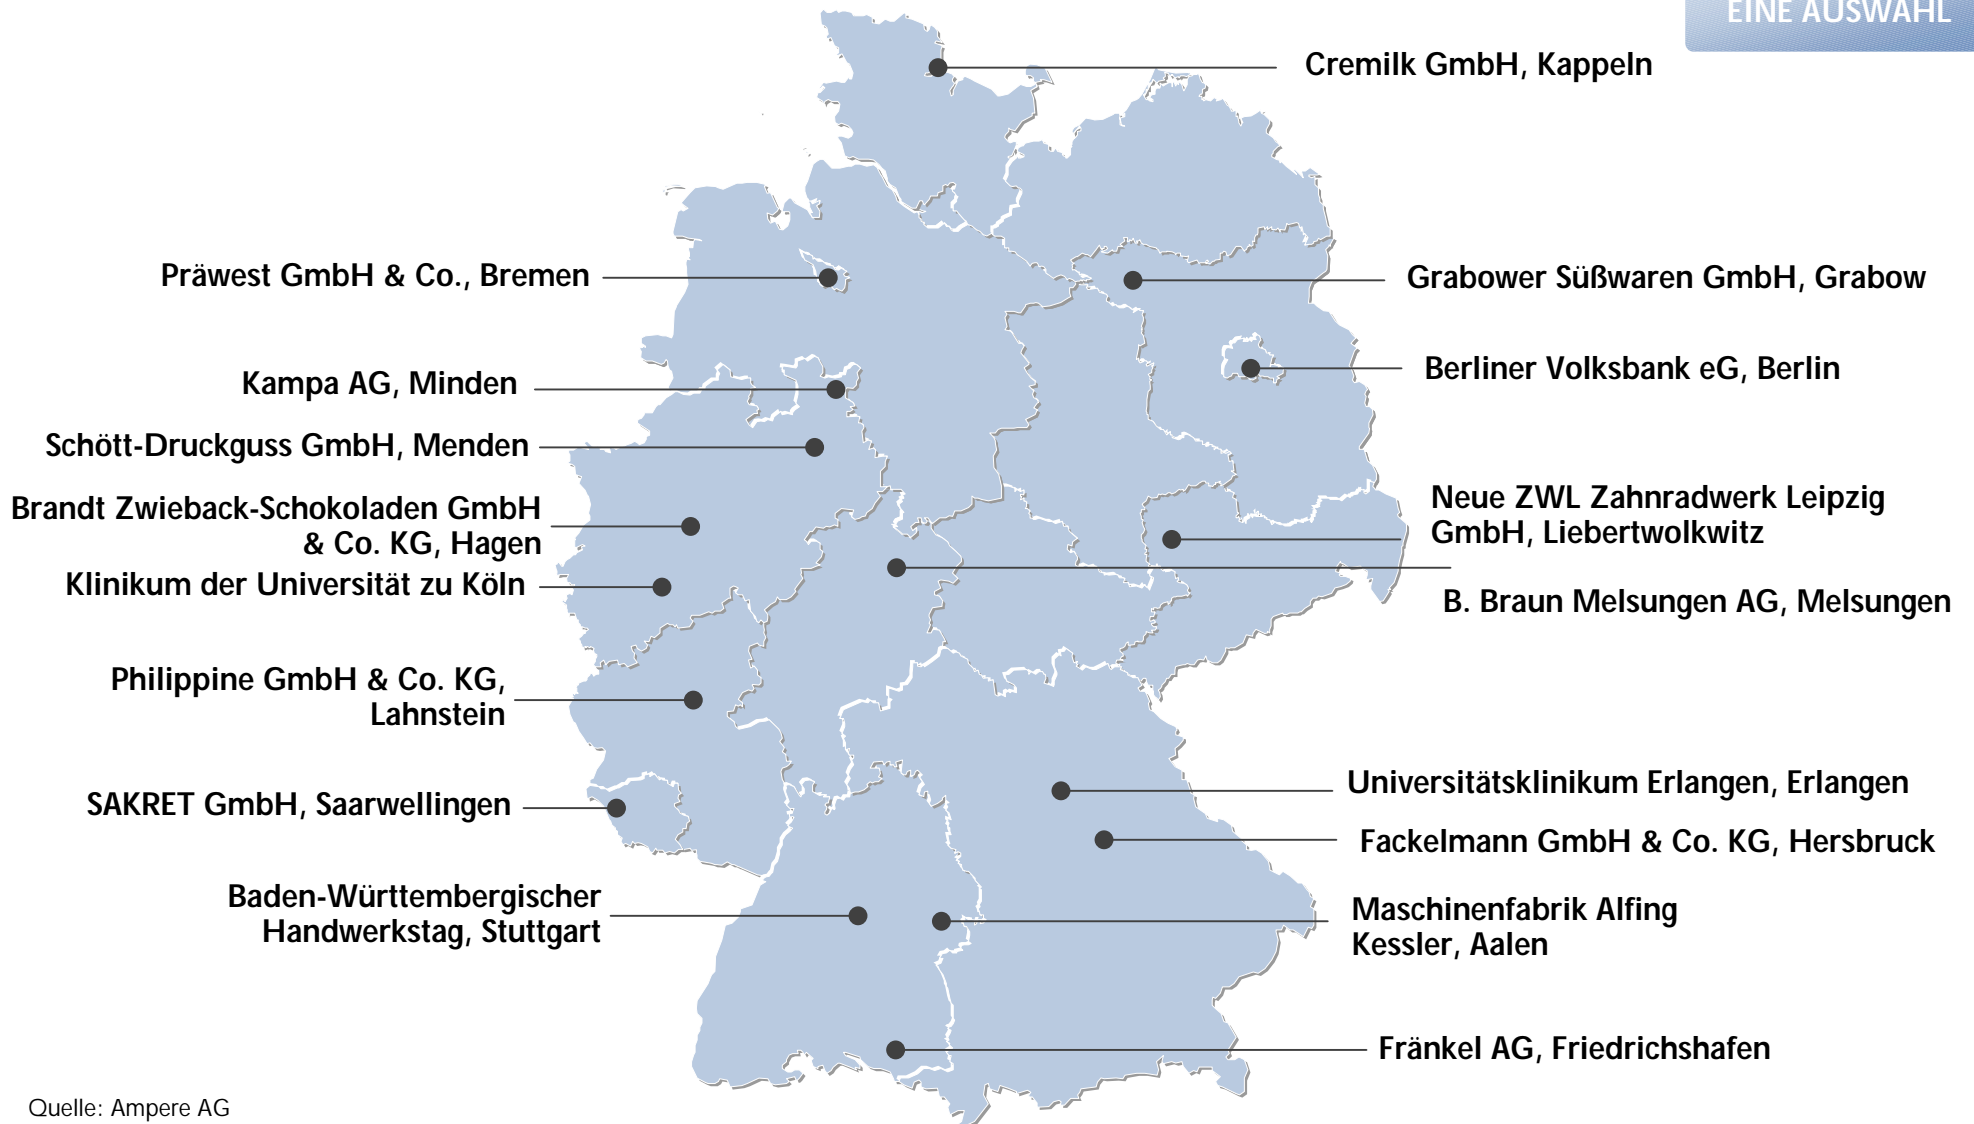 EINE AUSWAHL
Cremilk GmbH, Kappeln
Präwest GmbH & Co., Bremen
Grabower Süßwaren GmbH, Grabow
Berliner Volksbank eG, Berlin
Kampa AG, Minden
Schött-Druckguss GmbH, Menden
Brandt Zwieback-Schokoladen GmbH
& Co. KG, Hagen
Neue ZWL Zahnradwerk Leipzig
GmbH, Liebertwolkwitz
Klinikum der Universität zu Köln
B. Braun Melsungen AG, Melsungen
Philippine GmbH & Co. KG,
Lahnstein
SAKRET GmbH, Saarwellingen
Universitätsklinikum Erlangen, Erlangen
Fackelmann GmbH & Co. KG, Hersbruck
Baden-Württembergischer
Handwerkstag, Stuttgart
Maschinenfabrik Alfing
Kessler, Aalen
Fränkel AG, Friedrichshafen
Quelle: Ampere AG